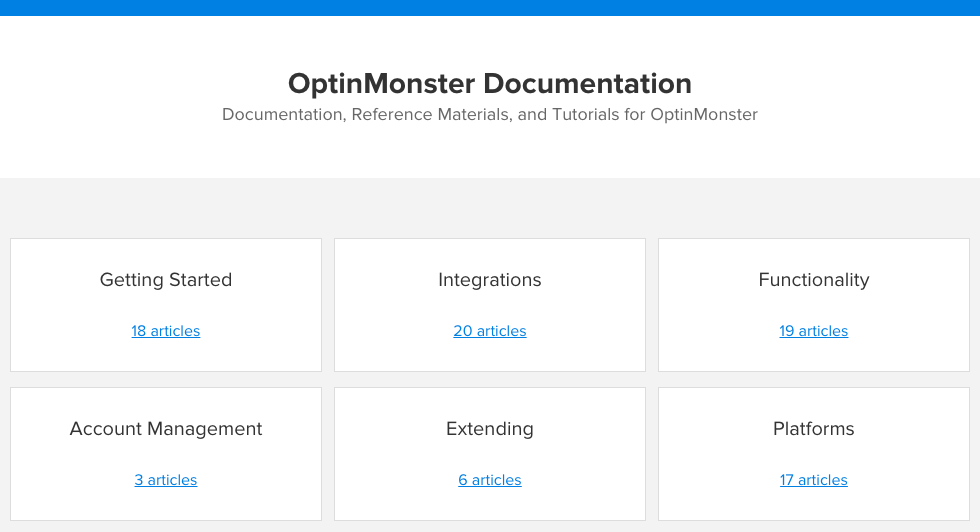 OptinMonster Documentation
Documentation, Reference Materials, and Tutorials for OptinMonster
Getting Started
18 articles
Integrations
20 articles
Functionality
19 articles
Account Management
3 articles
Extending
6 articles
Platforms
17 articles